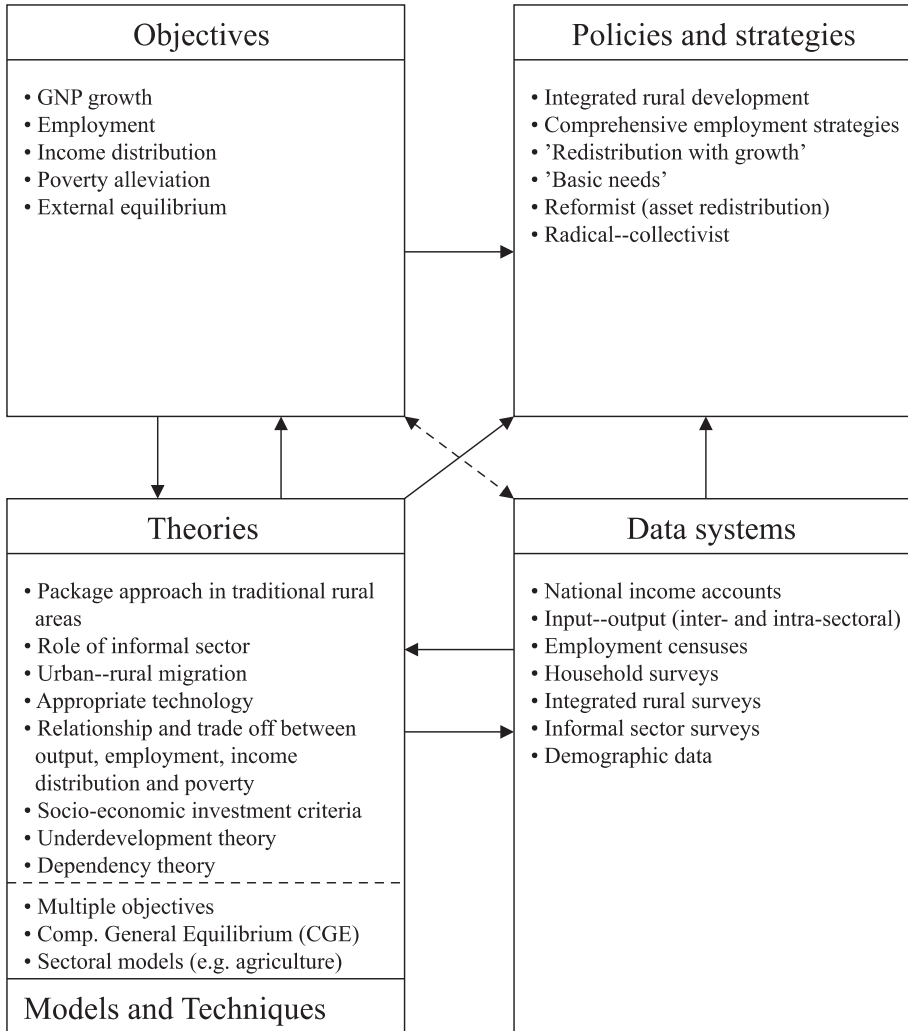 Objectives
• GNP growth
• Employment
• Income distribution
• Poverty alleviation
• External equilibrium
Policies and strategies
• Integrated rural development
• Comprehensive employment strategies
• ’Redistribution with growth’
• ’Basic needs’
• Reformist (asset redistribution)
• Radical--collectivist
Theories
• Package approach in traditional rural
areas
• Role of informal sector
• Urban--rural migration
• Appropriate technology
• Relationship and trade off between
output, employment, income
distribution and poverty
• Socio-economic investment criteria
• Underdevelopment theory
• Dependency theory
• Multiple objectives
• Comp. General Equilibrium (CGE)
• Sectoral models (e.g. agriculture)
Models and Techniques
Data systems
• National income accounts
• Input--output (inter- and intra-sectoral)
• Employment censuses
• Household surveys
• Integrated rural surveys
• Informal sector surveys
• Demographic data